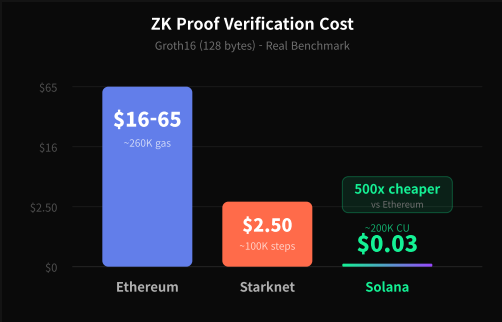 ZK Proof Verification Cost
Groth16 (128 bytes) - Real Benchmark
$65
$16
$2.50
$0
$16-65
~260K gas
$2.50
~100K steps
500x cheaper
vs Ethereum
~200K CU
$0.03
Ethereum
Starknet
Solana